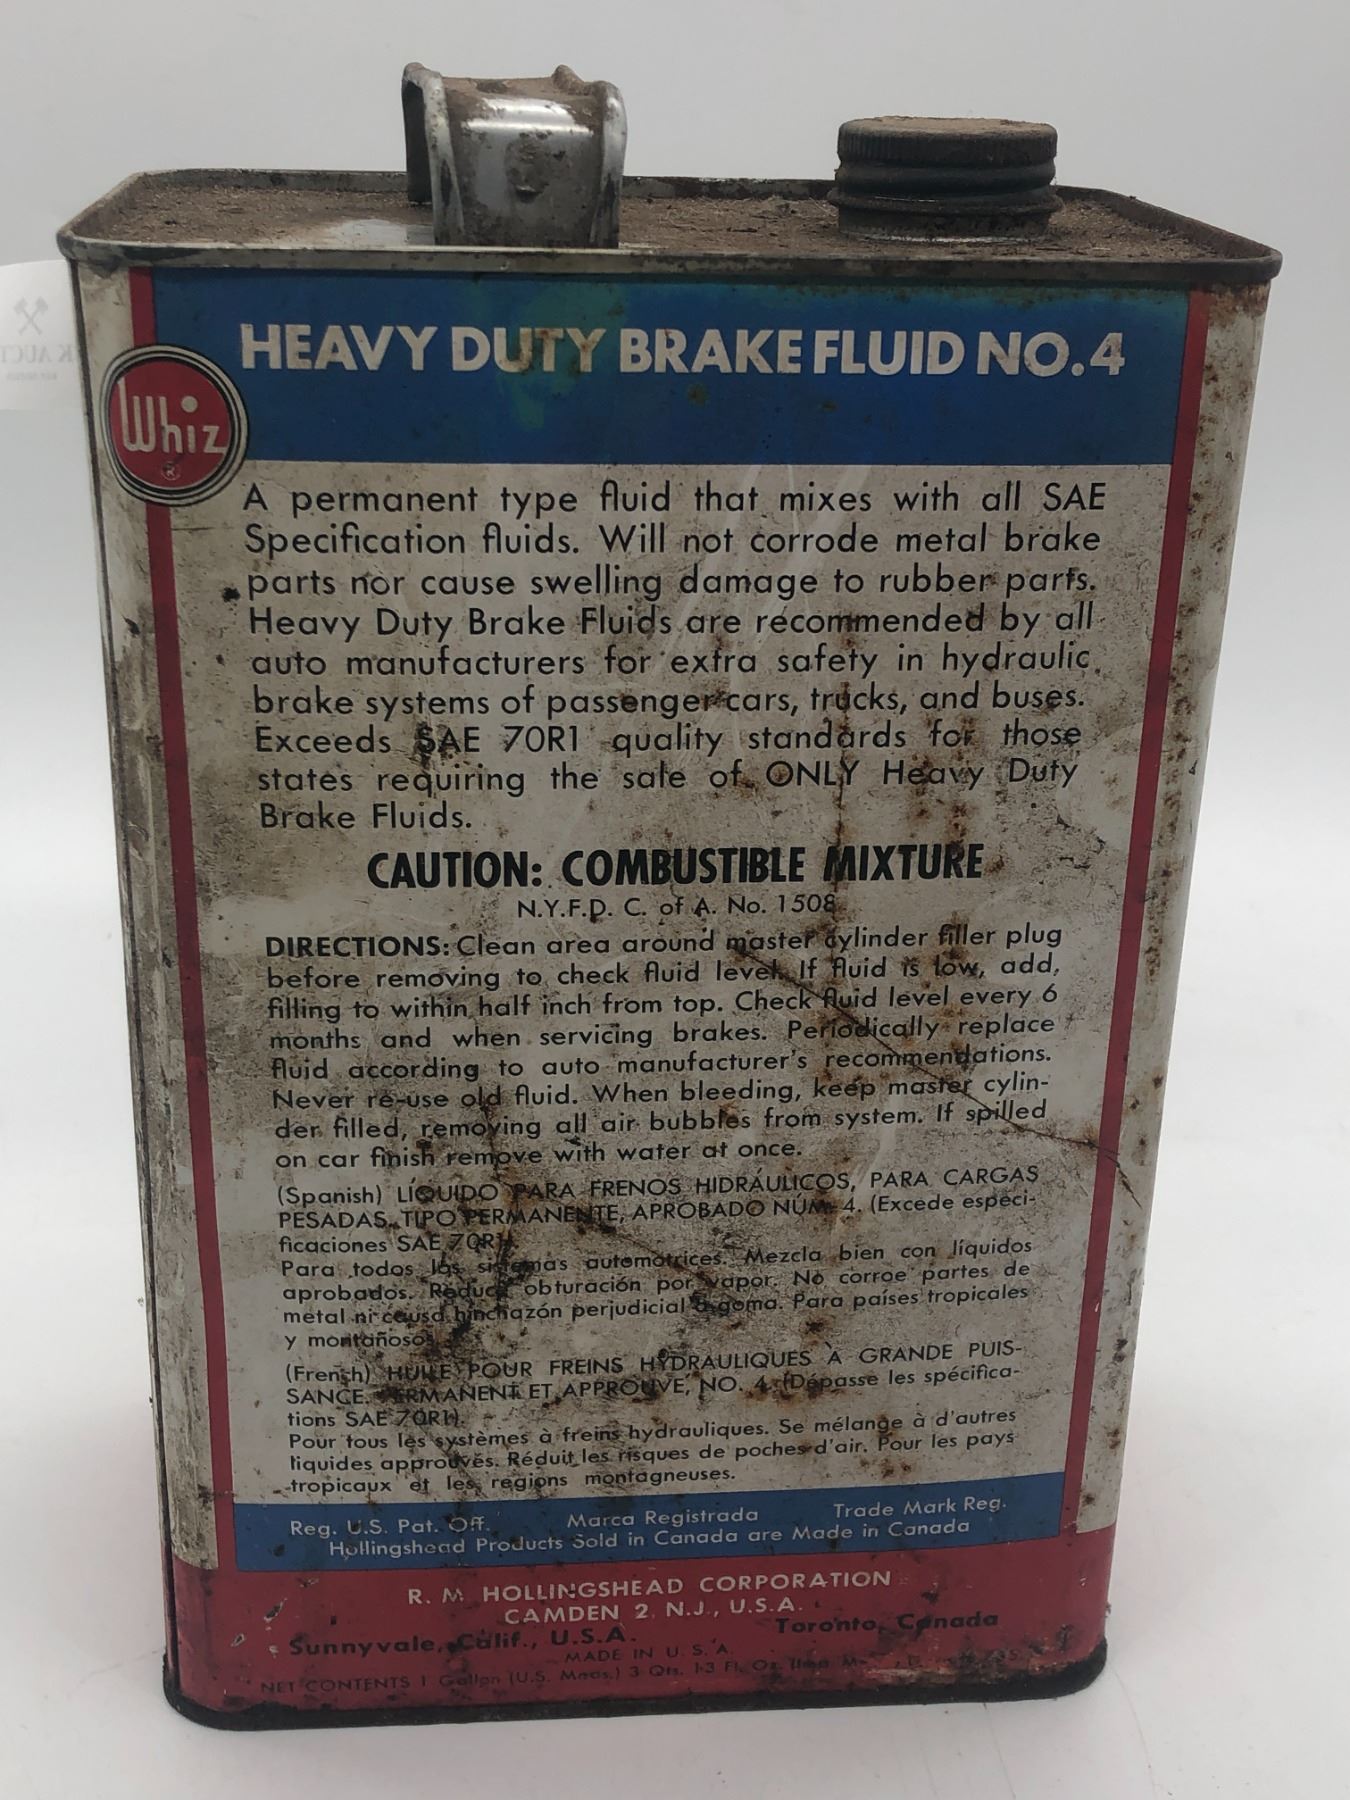 HEAVY DUTY BRAKE FLUID NO. 4
Whiz
®
A permanent type fluid that mixes with all SAE
Specification fluids. Will not corrode metal brake
parts nor cause swelling damage to rubber parts.
Heavy Duty Brake Fluids are recommended by all
auto manufacturers for extra safety in hydraulic
brake systems of passenger cars, trucks, and buses.
Exceeds SAE 70R1 quality standards for those
states requiring the sale of ONLY Heavy Duty
Brake Fluids.
CAUTION: COMBUSTIBLE MIXTURE
N.Y.F.D. C. of A. No. 1508
DIRECTIONS: Clean area around master cylinder filler plug
before removing to check fluid level. If fluid is low, add,
filling to within half inch from top. Check fluid level every 6
months and when servicing brakes. Periodically replace
fluid according to auto manufacturer's recommendations.
Never re-use old fluid. When bleeding, keep master cylin-
der filled, removing all air bubbles from system. If spilled
on car finish remove with water at once.
(Spanish) LÍQUIDO PARA FRENOS HIDRÁULICOS, PARA CARGAS
PESADAS, TIPO PERMANENTE, APROBADO NÚM. 4. (Excede especi-
ficaciones SAE 70R1).
Para todos los sistemas automotrices. Mezcla bien con líquidos
aprobados. Reduce obturación por vapor. No corroe partes de
metal ni causa hinchazón perjudicial a goma. Para países tropicales
y montañosos.
(French) HUILE POUR FREINS HYDRAULIQUES À GRANDE PUIS-
SANCE. PERMANENT ET APPROUVE, NO. 4. (Dépasse les spécifica-
tions SAE 70R1).
Pour tous les systèmes à freins hydrauliques. Se mélange à d'autres
liquides approuvés. Réduit les risques de poches d'air. Pour les pays
tropicaux et les regions montagneuses.
Reg. U.S. Pat. Off. Marca Registrada Trade Mark Reg.
Hollingshead Products Sold in Canada are Made in Canada
R. M. HOLLINGSHEAD CORPORATION
CAMDEN 2, N.J., U.S.A.
Sunnyvale, Calif., U.S.A. Toronto, Canada
MADE IN U.S.A.
NET CONTENTS 1 Gallon (U.S. Meas.) 3 Qts. 13 Fl. Oz.